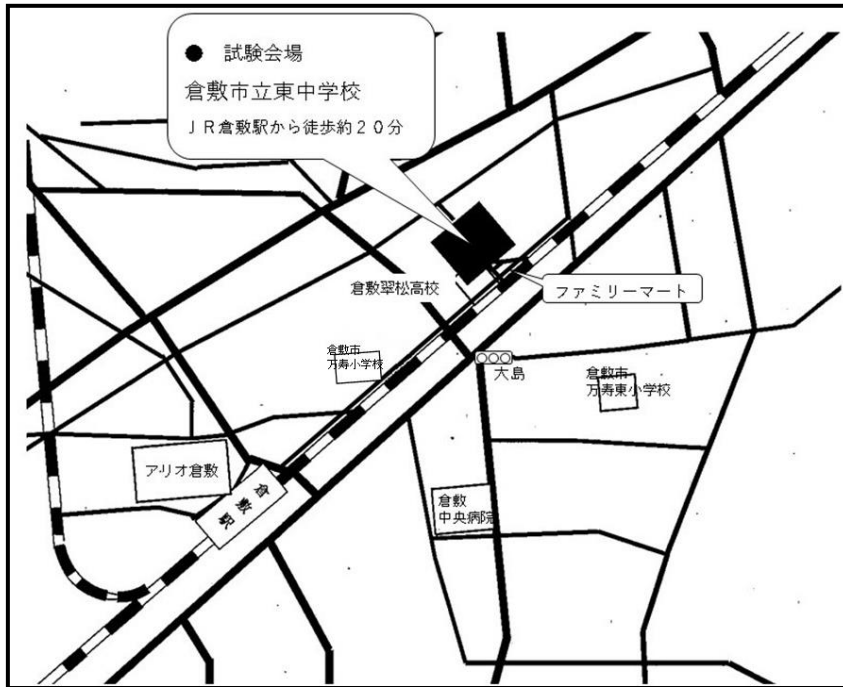 ● 試験会場
倉敷市立東中学校
ＪＲ倉敷駅から徒歩約２０分
倉敷翠松高校
ファミリーマート
倉敷市
万寿小学校
大島
倉敷市
万寿東小学校
アリオ倉敷
倉敷駅
倉敷
中央病院